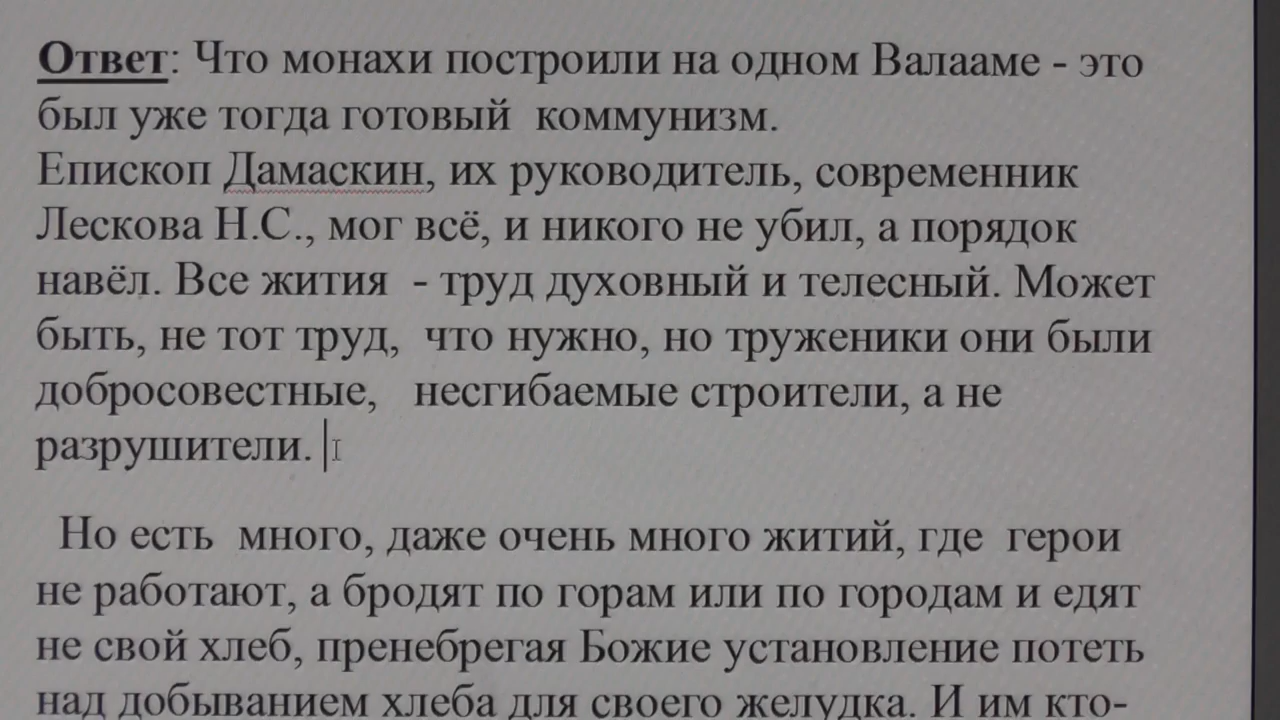 Ответ: Что монахи построили на одном Валааме - это
был уже тогда готовый  коммунизм.
Епископ Дамаскин, их руководитель, современник
Лескова Н.С., мог всё, и никого не убил, а порядок
навёл. Все жития  - труд духовный и телесный. Может
быть, не тот труд,  что нужно, но труженики они были
добросовестные,   несгибаемые строители, а не
разрушители.
Но есть  много, даже очень много житий, где  герои
не работают, а бродят по горам или по городам и едят
не свой хлеб, пренебрегая Божие установление потеть
над добыванием хлеба для своего желудка. И им кто-